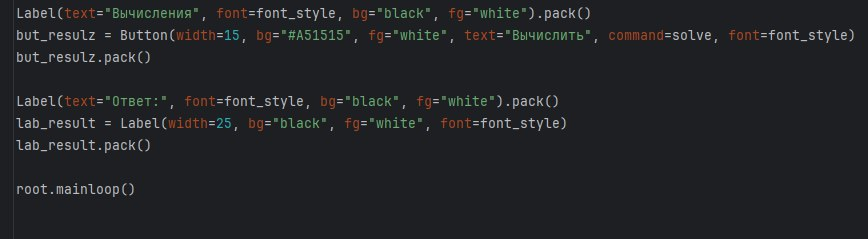 Label(text="Вычисления", font=font_style, bg="black", fg="white").pack()
but_resulz = Button(width=15, bg="#A51515", fg="white", text="Вычислить", command=solve, font=font_style)
but_resulz.pack()
Label(text="Ответ:", font=font_style, bg="black", fg="white").pack()
lab_result = Label(width=25, bg="black", fg="white", font=font_style)
lab_result.pack()
root.mainloop()